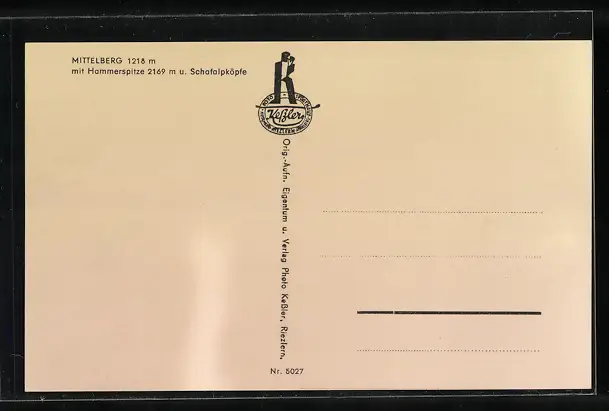 MITTELBERG 1218 m
mit Hammerspitze 2169 m u. Schafalpköpfe
Keßler
Orig.-Aufn. Eigentum u. Verlag Photo Keßler, Riezlern.
Nr. 5027